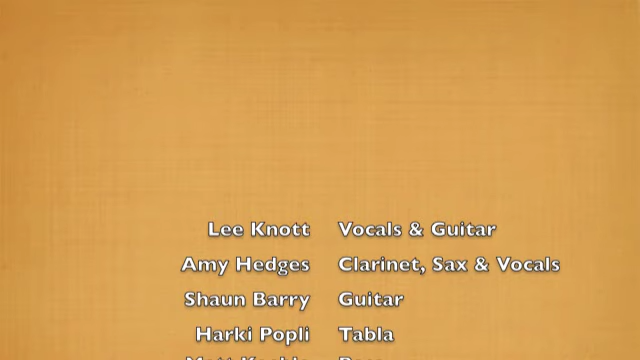 Lee Knott Vocals & Guitar
Amy Hedges Clarinet, Sax & Vocals
Shaun Barry Guitar
Harki Popli Tabla